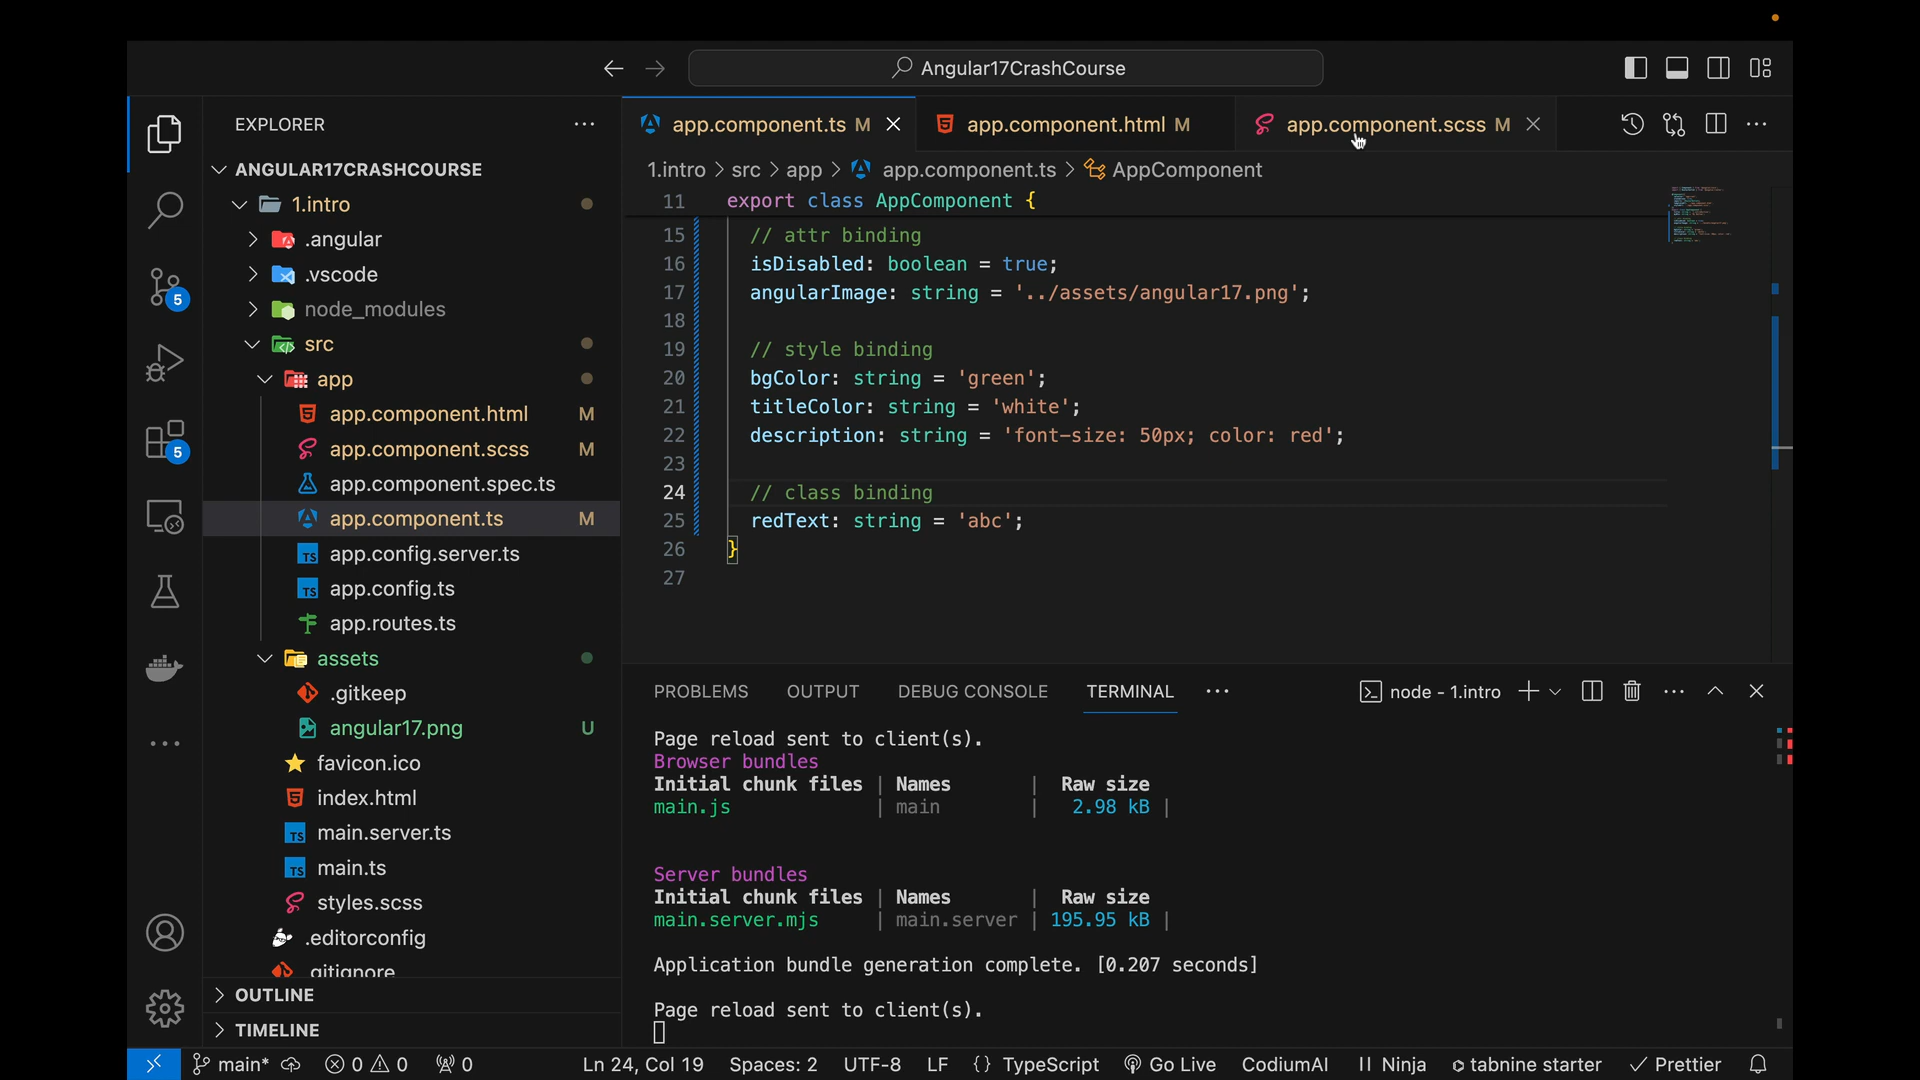 Angular17CrashCourse
EXPLORER
ANGULAR17CRASHCOURSE
1.intro
.angular
.vscode
node_modules
src
app
app.component.html M
app.component.scss M
app.component.spec.ts
app.component.ts M
app.config.server.ts
app.config.ts
app.routes.ts
assets
.gitkeep
angular17.png U
favicon.ico
index.html
main.server.ts
main.ts
styles.scss
.editorconfig
.gitignore
OUTLINE
TIMELINE
5
5
app.component.ts M app.component.html M app.component.scss M
1.intro > src > app > app.component.ts > AppComponent
11 export class AppComponent {
15 // attr binding
16 isDisabled: boolean = true;
17 angularImage: string = '../assets/angular17.png';
18
19 // style binding
20 bgColor: string = 'green';
21 titleColor: string = 'white';
22 description: string = 'font-size: 50px; color: red';
23
24 // class binding
25 redText: string = 'abc';
26 }
27
PROBLEMS OUTPUT DEBUG CONSOLE TERMINAL node - 1.intro
Page reload sent to client(s).
Browser bundles
Initial chunk files | Names | Raw size
main.js | main | 2.98 kB |
Server bundles
Initial chunk files | Names | Raw size
main.server.mjs | main.server | 195.95 kB |
Application bundle generation complete. [0.207 seconds]
Page reload sent to client(s).
main* 0 0 0 Ln 24, Col 19 Spaces: 2 UTF-8 LF {} TypeScript Go Live CodiumAI Ninja tabnine starter Prettier